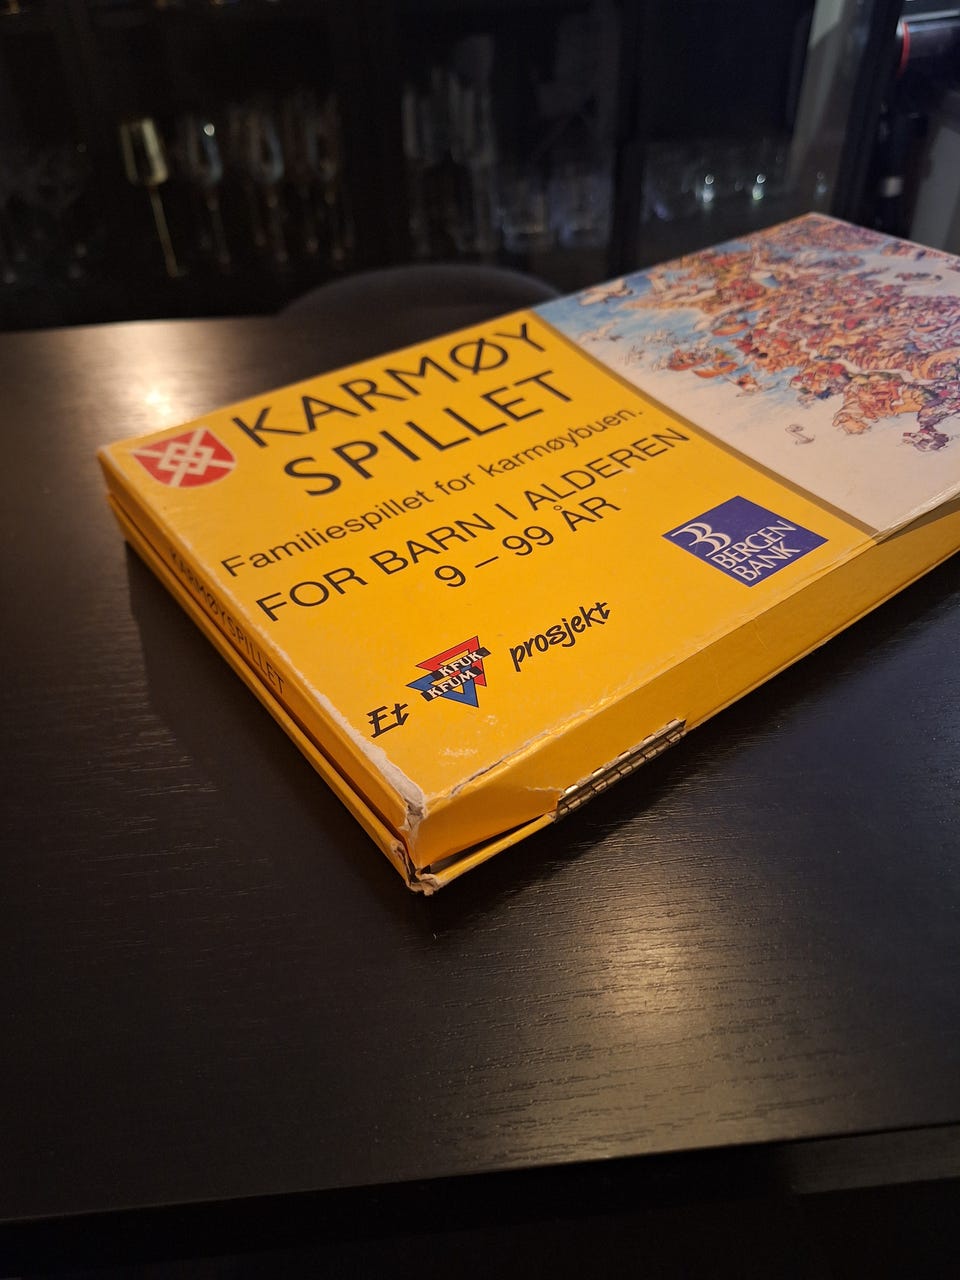 KARMØY
SPILLET
Familiespillet for karmøybuen.
FOR BARN I ALDEREN
9 – 99 ÅR
BERGEN
BANK
Et KFUK KFUM prosjekt
KARMØYSPILLET